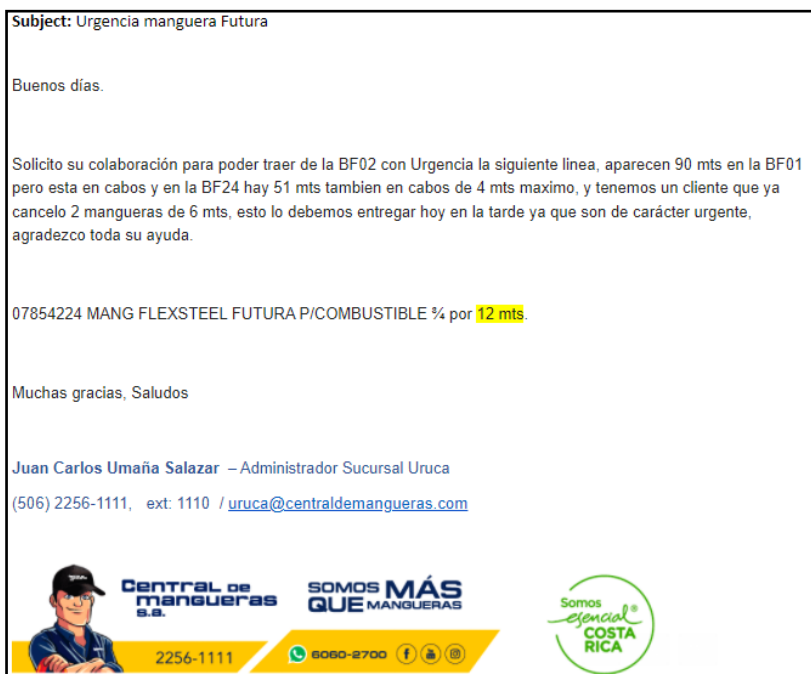 Subject: Urgencia manguera Futura
Buenos días.
Solicito su colaboración para poder traer de la BF02 con Urgencia la siguiente linea, aparecen 90 mts en la BF01
pero esta en cabos y en la BF24 hay 51 mts tambien en cabos de 4 mts maximo, y tenemos un cliente que ya
cancelo 2 mangueras de 6 mts, esto lo debemos entregar hoy en la tarde ya que son de carácter urgente,
agradezco toda su ayuda.
07854224 MANG FLEXSTEEL FUTURA P/COMBUSTIBLE ¾ por 12 mts.
Muchas gracias, Saludos
Juan Carlos Umaña Salazar – Administrador Sucursal Uruca
(506) 2256-1111, ext: 1110 / uruca@centraldemangueras.com
CENTRAL DE
mangueras
S.A.
SOMOS MÁS
QUE MANGUERAS
2256-1111
6060-2700
Somos
esencial
COSTA
RICA